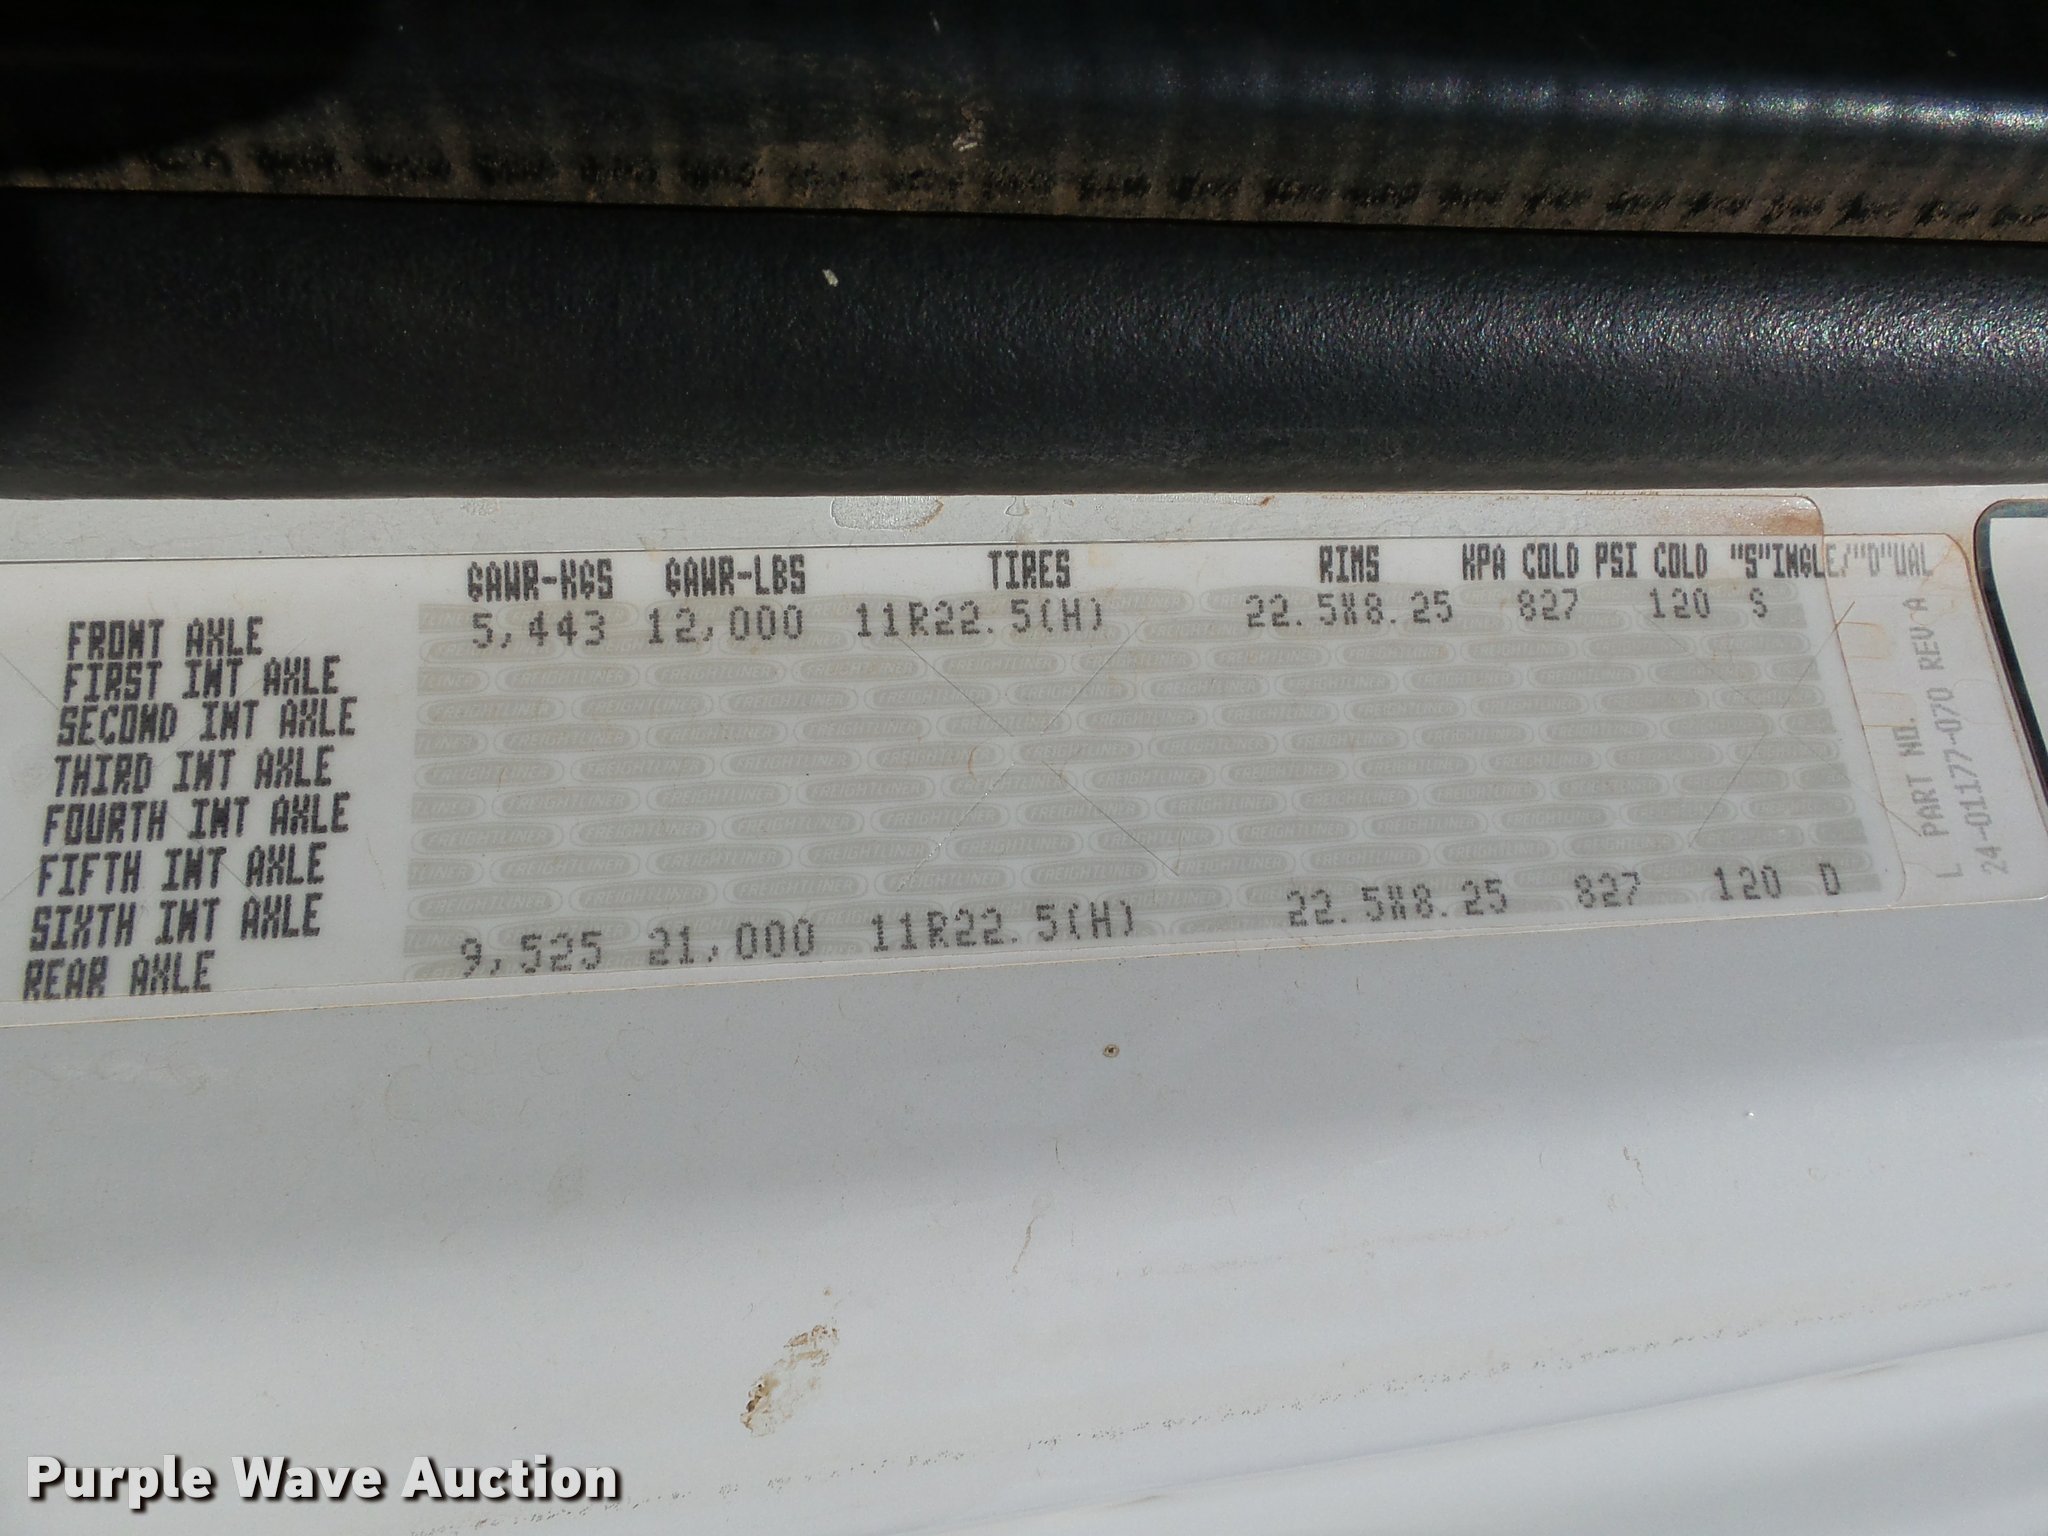 GAWR-KGS GAWR-LBS TIRES RIMS KPA COLD PSI COLD "S"INGLE/"D"UAL
FRONT AXLE 5,443 12,000 11R22.5(H) 22.5X8.25 827 120 S
FIRST INT AXLE
SECOND INT AXLE
THIRD INT AXLE
FOURTH INT AXLE
FIFTH INT AXLE
SIXTH INT AXLE
REAR AXLE 9,525 21,000 11R22.5(H) 22.5X8.25 827 120 D
L PART NO.
24-01177-070 REV A
FREIGHTLINER
Purple Wave Auction